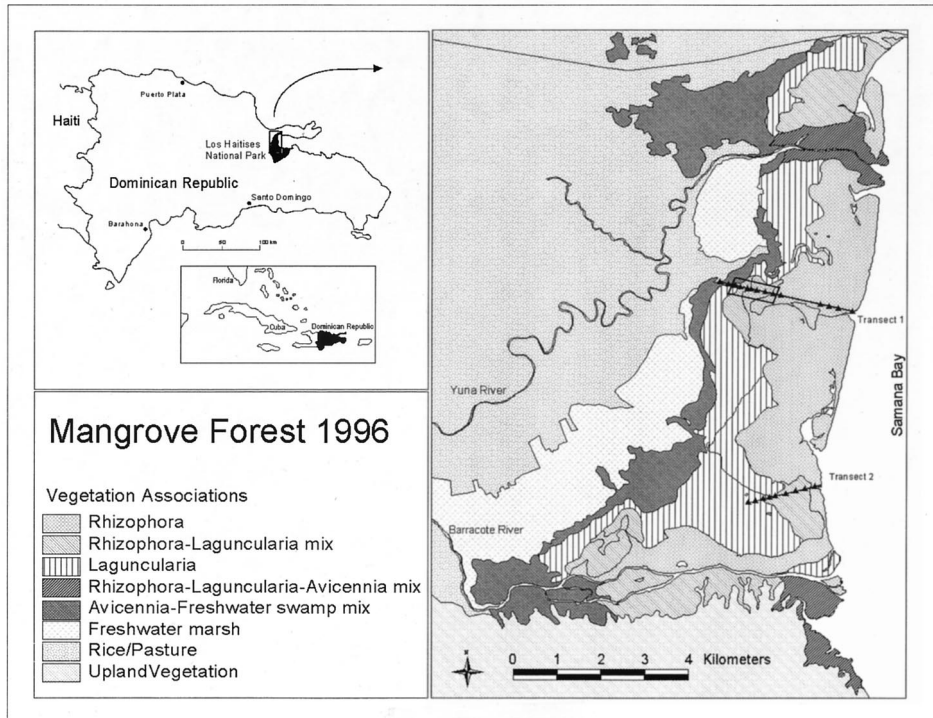 Puerto Plata
Haiti
Los Haitises
National Park
Dominican Republic
Santo Domingo
Barahona
0 50 100 km
Florida
Cuba
Dominican Republic
Mangrove Forest 1996
Vegetation Associations
Rhizophora
Rhizophora-Laguncularia mix
Laguncularia
Rhizophora-Laguncularia-Avicennia mix
Avicennia-Freshwater swamp mix
Freshwater marsh
Rice/Pasture
UplandVegetation
Transect 1
Yuna River
Samana Bay
Transect 2
Barracote River
0 1 2 3 4 Kilometers